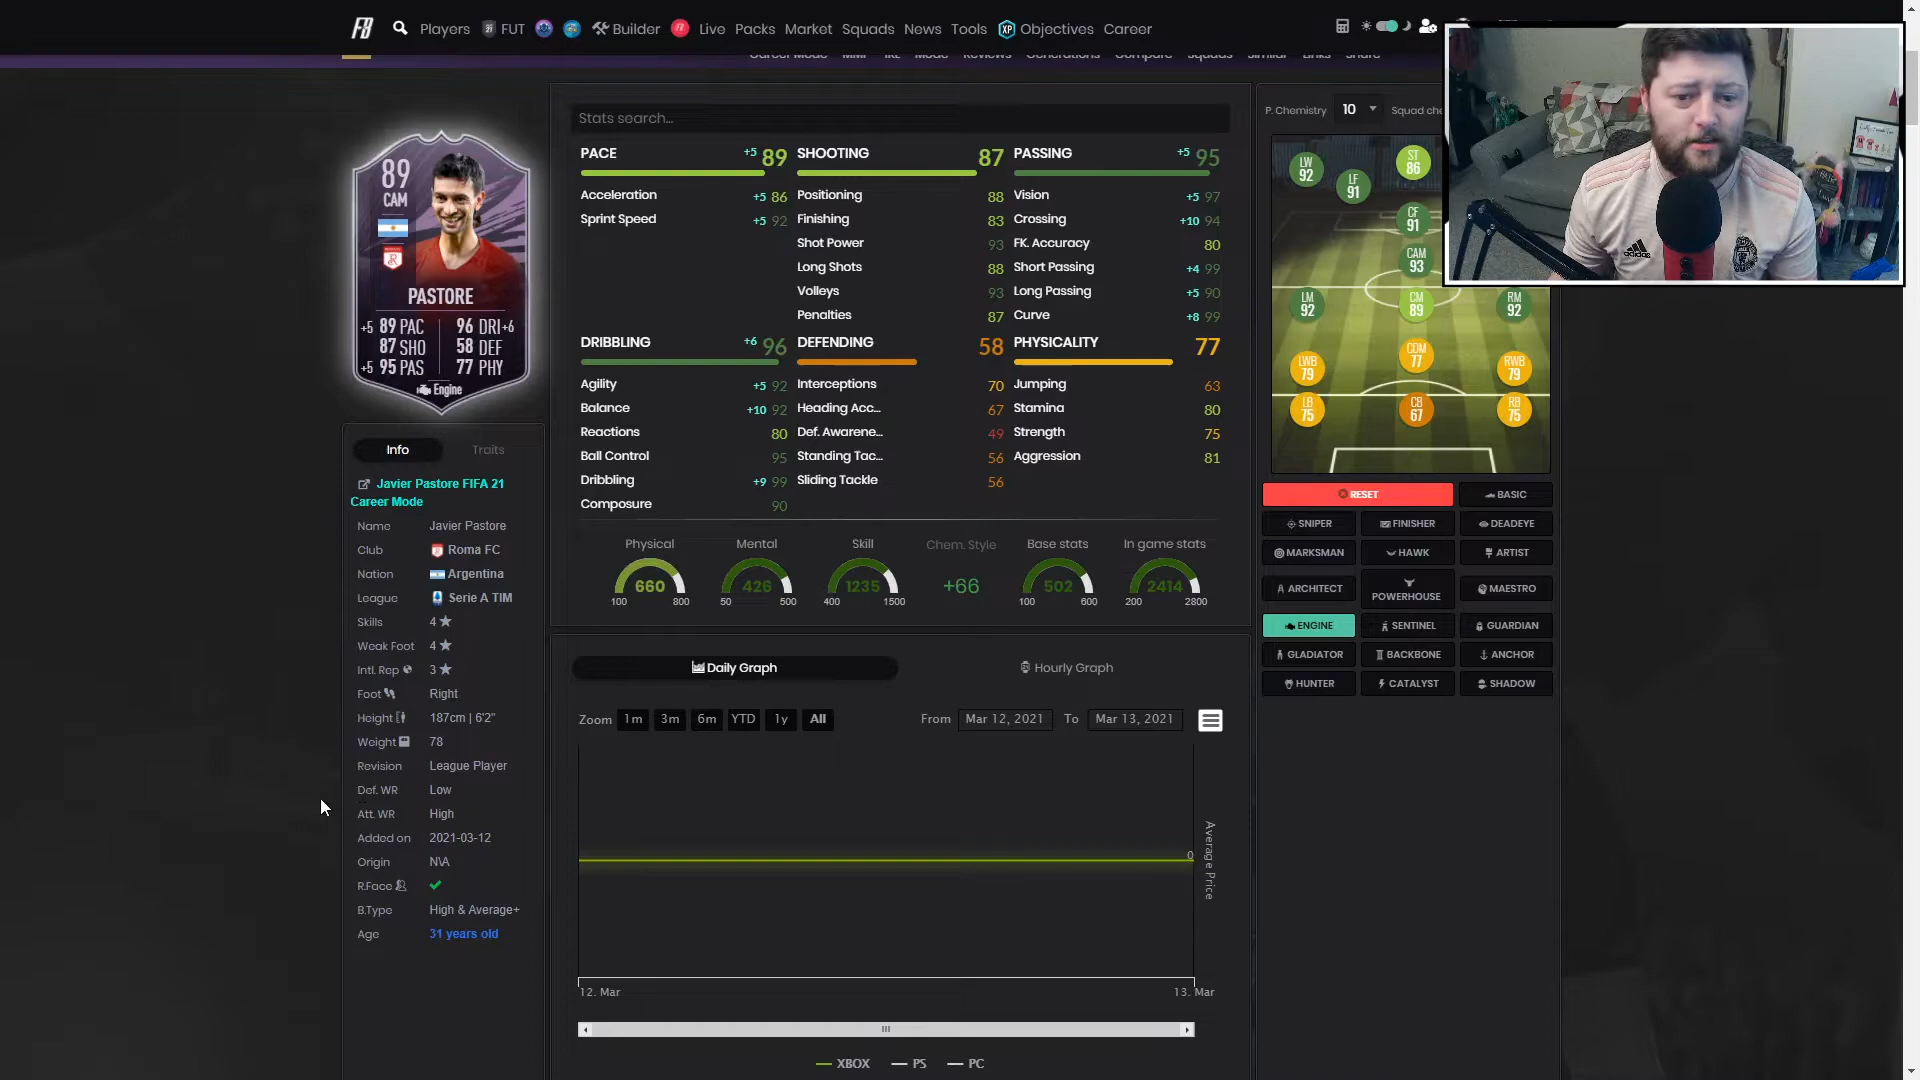 FB Players 21 FUT Builder Live Packs Market Squads News Tools XP Objectives Career
P. Chemistry 10 Squad che
Stats search...
89
CAM
PASTORE
+5 89 PAC 96 DRI+6
87 SHO 58 DEF
+5 95 PAS 77 PHY
Engine
PACE +5 89
Acceleration +5 86
Sprint Speed +5 92
SHOOTING 87
Positioning 88
Finishing 83
Shot Power 93
Long Shots 88
Volleys 93
Penalties 87
PASSING +5 95
Vision +5 97
Crossing +10 94
FK. Accuracy 80
Short Passing +4 99
Long Passing +5 90
Curve +8 99
DRIBBLING +6 96
Agility +5 92
Balance +10 92
Reactions 80
Ball Control 95
Dribbling +9 99
Composure 90
DEFENDING 58
Interceptions 70
Heading Acc... 67
Def. Awarene... 49
Standing Tac... 56
Sliding Tackle 56
PHYSICALITY 77
Jumping 63
Stamina 80
Strength 75
Aggression 81
Physical Mental Skill Chem. Style Base stats In game stats
660 426 1235 +66 502 2414
100 800 50 500 400 1500 100 600 200 2800
Info Traits
Javier Pastore FIFA 21
Career Mode
Name Javier Pastore
Club Roma FC
Nation Argentina
League Serie A TIM
Skills 4
Weak Foot 4
Intl. Rep 3
Foot Right
Height 187cm | 6'2"
Weight 78
Revision League Player
Def. WR Low
Att. WR High
Added on 2021-03-12
Origin N\A
R.Face
B.Type High & Average+
Age 31 years old
Daily Graph Hourly Graph
Zoom 1m 3m 6m YTD 1y All From Mar 12, 2021 To Mar 13, 2021
0
Average Price
12. Mar 13. Mar
XBOX PS PC
LW
92
ST
86
LF
91
CF
91
CAM
93
LM
92
CM
89
RM
92
LWB
79
CDM
77
RWB
79
LB
75
CB
67
RB
75
RESET BASIC
SNIPER FINISHER DEADEYE
MARKSMAN HAWK ARTIST
ARCHITECT POWERHOUSE MAESTRO
ENGINE SENTINEL GUARDIAN
GLADIATOR BACKBONE ANCHOR
HUNTER CATALYST SHADOW
adidas